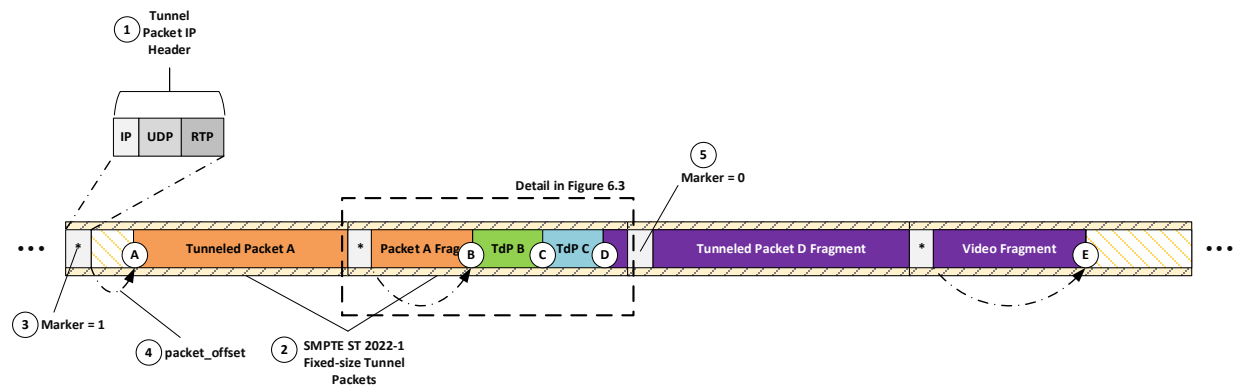 1
Tunnel
Packet IP
Header
IP UDP RTP
5
Marker = 0
Detail in Figure 6.3
••• * A Tunneled Packet A * Packet A Frag B TdP B C TdP C D Tunneled Packet D Fragment * Video Fragment E •••
3 Marker = 1
4 packet_offset
2 SMPTE ST 2022-1
Fixed-size Tunnel
Packets